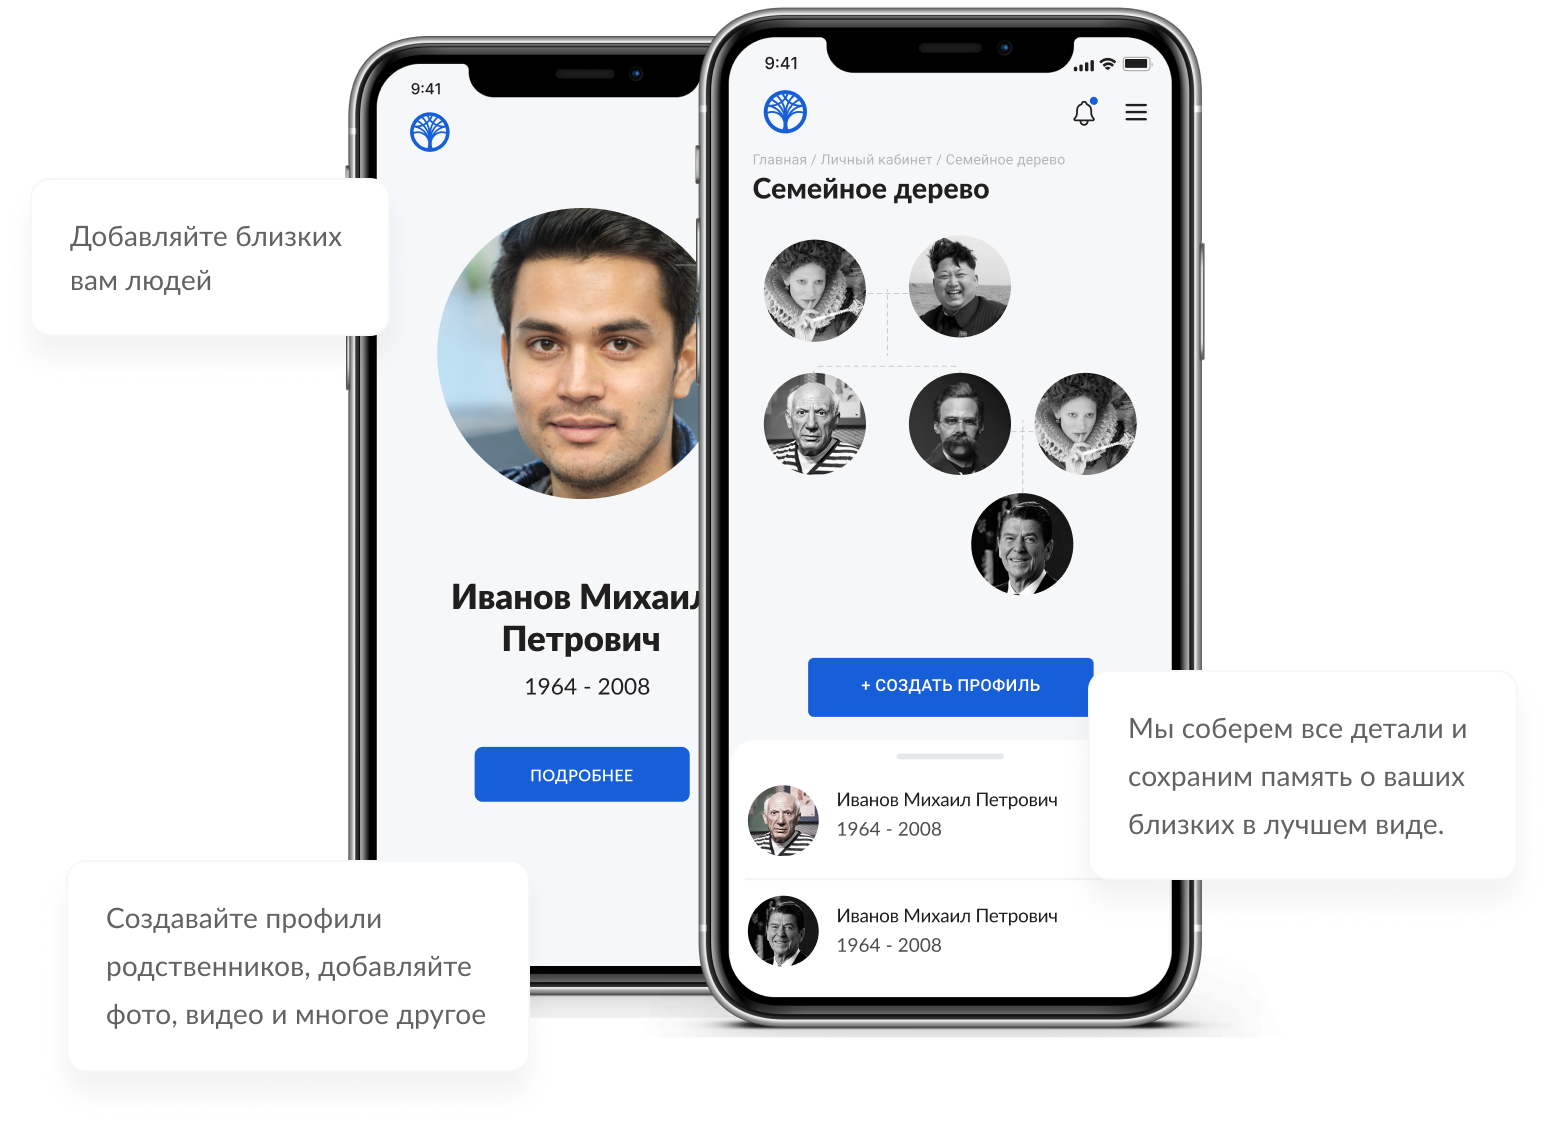 9:41
9:41
Главная / Личный кабинет / Семейное дерево
Семейное дерево
Добавляйте близких
вам людей
Иванов Михаил
Петрович
1964 - 2008
ПОДРОБНЕЕ
+ СОЗДАТЬ ПРОФИЛЬ
Мы соберем все детали и
сохраним память о ваших
близких в лучшем виде.
Иванов Михаил Петрович
1964 - 2008
Иванов Михаил Петрович
1964 - 2008
Создавайте профили
родственников, добавляйте
фото, видео и многое другое